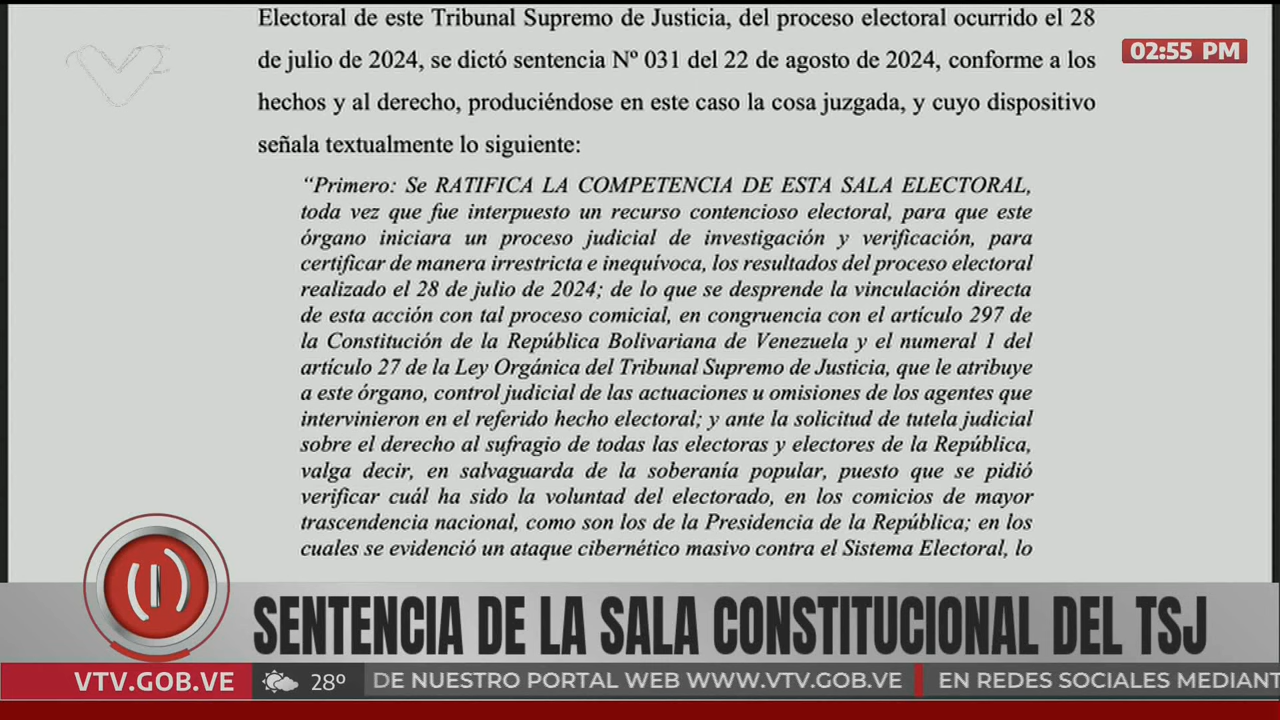 Electoral de este Tribunal Supremo de Justicia, del proceso electoral ocurrido el 28
de julio de 2024, se dictó sentencia Nº 031 del 22 de agosto de 2024, conforme a los
hechos y al derecho, produciéndose en este caso la cosa juzgada, y cuyo dispositivo
señala textualmente lo siguiente:
“Primero: Se RATIFICA LA COMPETENCIA DE ESTA SALA ELECTORAL,
toda vez que fue interpuesto un recurso contencioso electoral, para que este
órgano iniciara un proceso judicial de investigación y verificación, para
certificar de manera irrestricta e inequívoca, los resultados del proceso electoral
realizado el 28 de julio de 2024; de lo que se desprende la vinculación directa
de esta acción con tal proceso comicial, en congruencia con el artículo 297 de
la Constitución de la República Bolivariana de Venezuela y el numeral 1 del
artículo 27 de la Ley Orgánica del Tribunal Supremo de Justicia, que le atribuye
a este órgano, control judicial de las actuaciones u omisiones de los agentes que
intervinieron en el referido hecho electoral; y ante la solicitud de tutela judicial
sobre el derecho al sufragio de todas las electoras y electores de la República,
valga decir, en salvaguarda de la soberanía popular, puesto que se pidió
verificar cuál ha sido la voluntad del electorado, en los comicios de mayor
trascendencia nacional, como son los de la Presidencia de la República; en los
cuales se evidenció un ataque cibernético masivo contra el Sistema Electoral, lo
02:55 PM
SENTENCIA DE LA SALA CONSTITUCIONAL DEL TSJ
VTV.GOB.VE 28º DE NUESTRO PORTAL WEB WWW.VTV.GOB.VE EN REDES SOCIALES MEDIANT